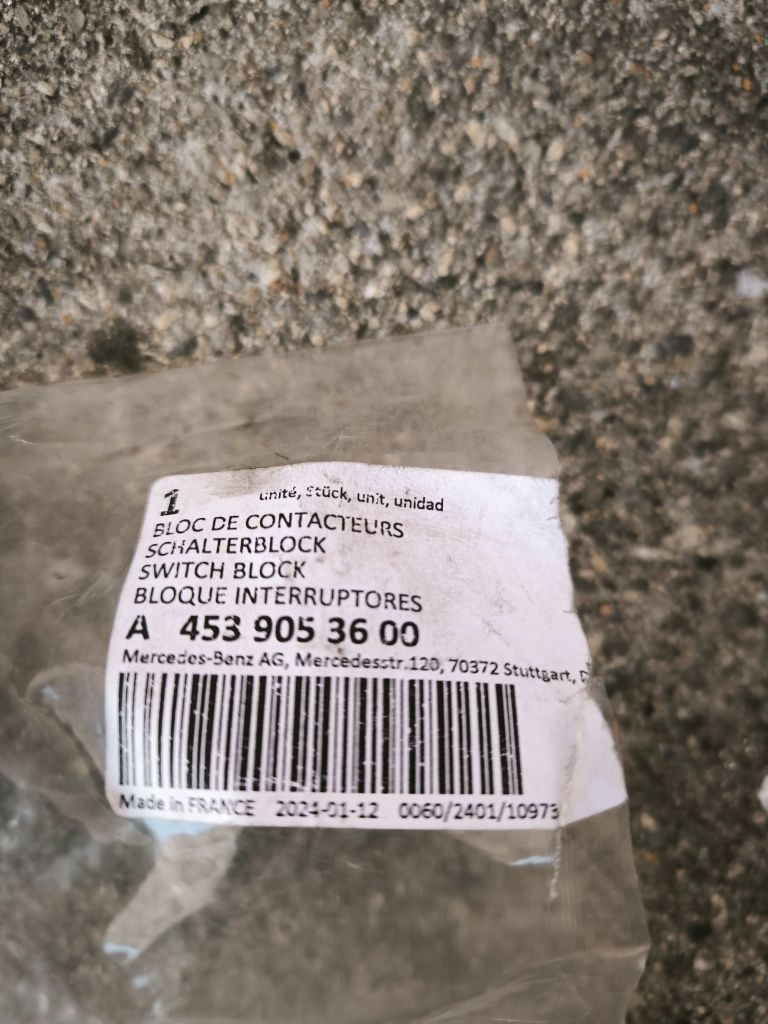 1 unité, Stück, unit, unidad
BLOC DE CONTACTEURS
SCHALTERBLOCK
SWITCH BLOCK
BLOQUE INTERRUPTORES
A 453 905 36 00
Mercedes-Benz AG, Mercedesstr.120, 70372 Stuttgart,
Made in FRANCE 2024-01-12 0060/2401/10973